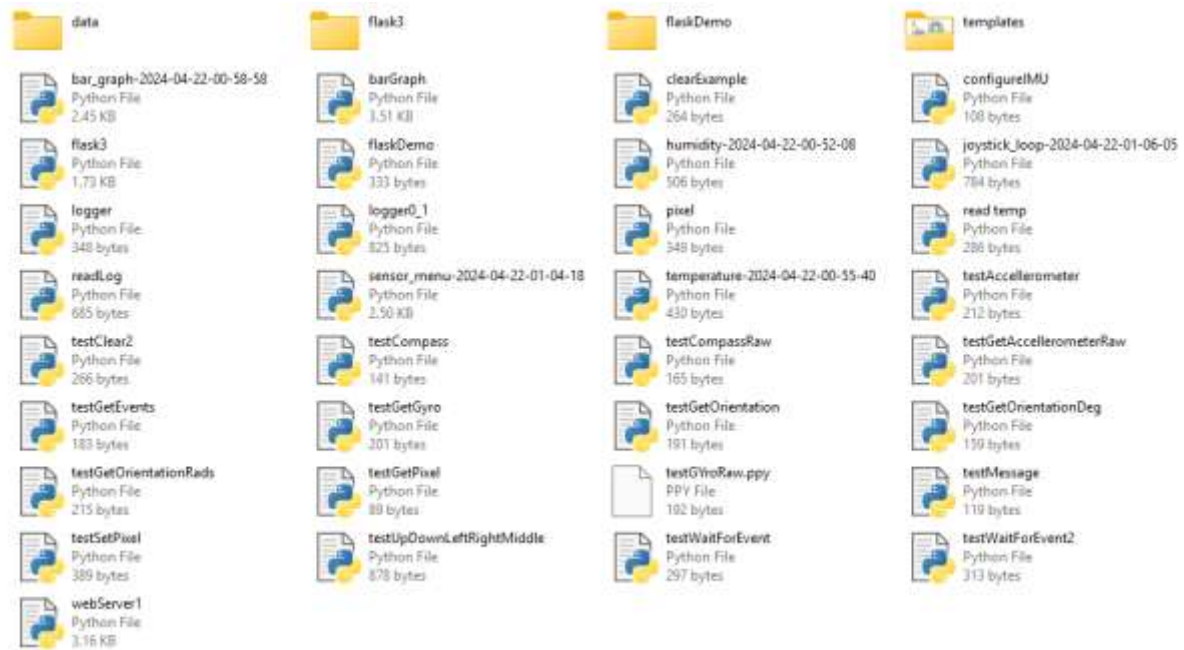 data
flask3
flaskDemo
templates
bar_graph-2024-04-22-00-58-58
Python File
2.45 KB
barGraph
Python File
3.51 KB
clearExample
Python File
264 bytes
configureIMU
Python File
108 bytes
flask3
Python File
1.73 KB
flaskDemo
Python File
333 bytes
humidity-2024-04-22-00-52-08
Python File
506 bytes
joystick_loop-2024-04-22-01-06-05
Python File
784 bytes
logger
Python File
348 bytes
logger0_1
Python File
825 bytes
pixel
Python File
349 bytes
read temp
Python File
286 bytes
readLog
Python File
685 bytes
sensor_menu-2024-04-22-01-04-18
Python File
2.50 KB
temperature-2024-04-22-00-55-40
Python File
430 bytes
testAccellerometer
Python File
212 bytes
testClear2
Python File
266 bytes
testCompass
Python File
141 bytes
testCompassRaw
Python File
165 bytes
testGetAccellerometerRaw
Python File
201 bytes
testGetEvents
Python File
183 bytes
testGetGyro
Python File
201 bytes
testGetOrientation
Python File
191 bytes
testGetOrientationDeg
Python File
159 bytes
testGetOrientationRads
Python File
215 bytes
testGetPixel
Python File
89 bytes
testGYroRaw.ppy
PPY File
192 bytes
testMessage
Python File
119 bytes
testSetPixel
Python File
389 bytes
testUpDownLeftRightMiddle
Python File
878 bytes
testWaitForEvent
Python File
297 bytes
testWaitForEvent2
Python File
313 bytes
webServer1
Python File
3.16 KB